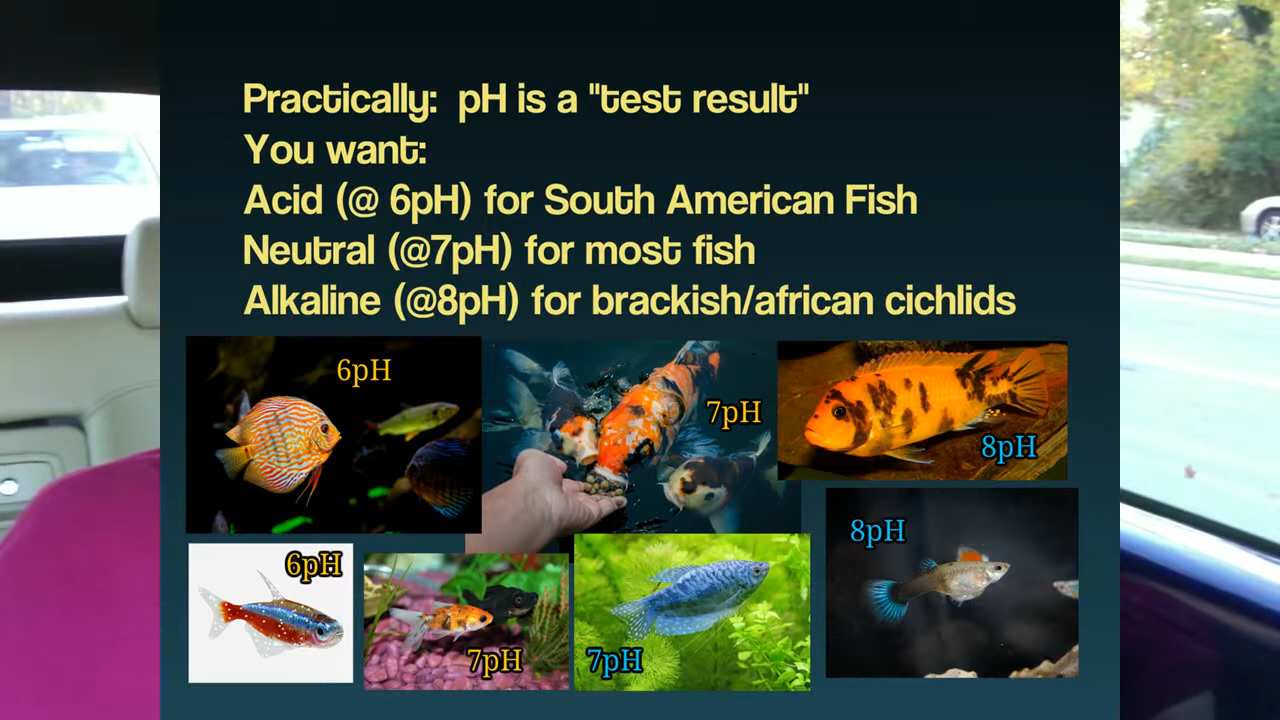 Practically: pH is a "test result"
You want:
Acid (@ 6pH) for South American Fish
Neutral (@7pH) for most fish
Alkaline (@8pH) for brackish/african cichlids
6pH
7pH
8pH
8pH
6pH
7pH
7pH